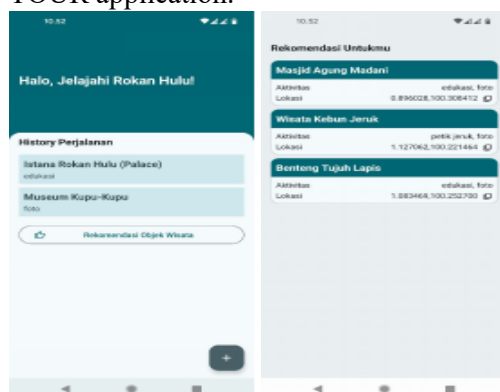 YOUR application.
10.52
Halo, Jelajahi Rokan Hulu!
History Perjalanan
Istana Rokan Hulu (Palace)
edukasi
Museum Kupu-Kupu
foto
Rekomendasi Objek Wisata
+
10.52
Rekomendasi Untukmu
Masjid Agung Madani
Aktivitas edukasi, foto
Lokasi 0.896028,100.308412
Wisata Kebun Jeruk
Aktivitas petik jeruk, foto
Lokasi 1.127062,100.221464
Benteng Tujuh Lapis
Aktivitas edukasi, foto
Lokasi 1.083469,100.252780